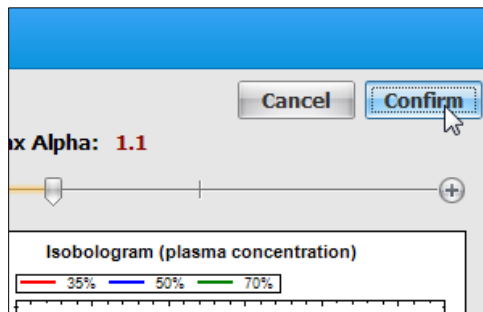 Cancel Confirm
ax Alpha: 1.1
Isobologram (plasma concentration)
35% 50% 70%